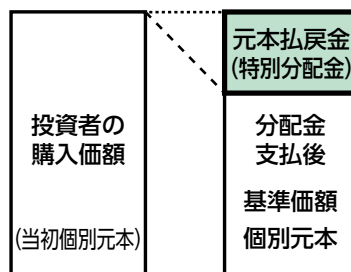 投資者の
購入価額
(当初個別元本)
元本払戻金
(特別分配金)
分配金
支払後
基準価額
個別元本